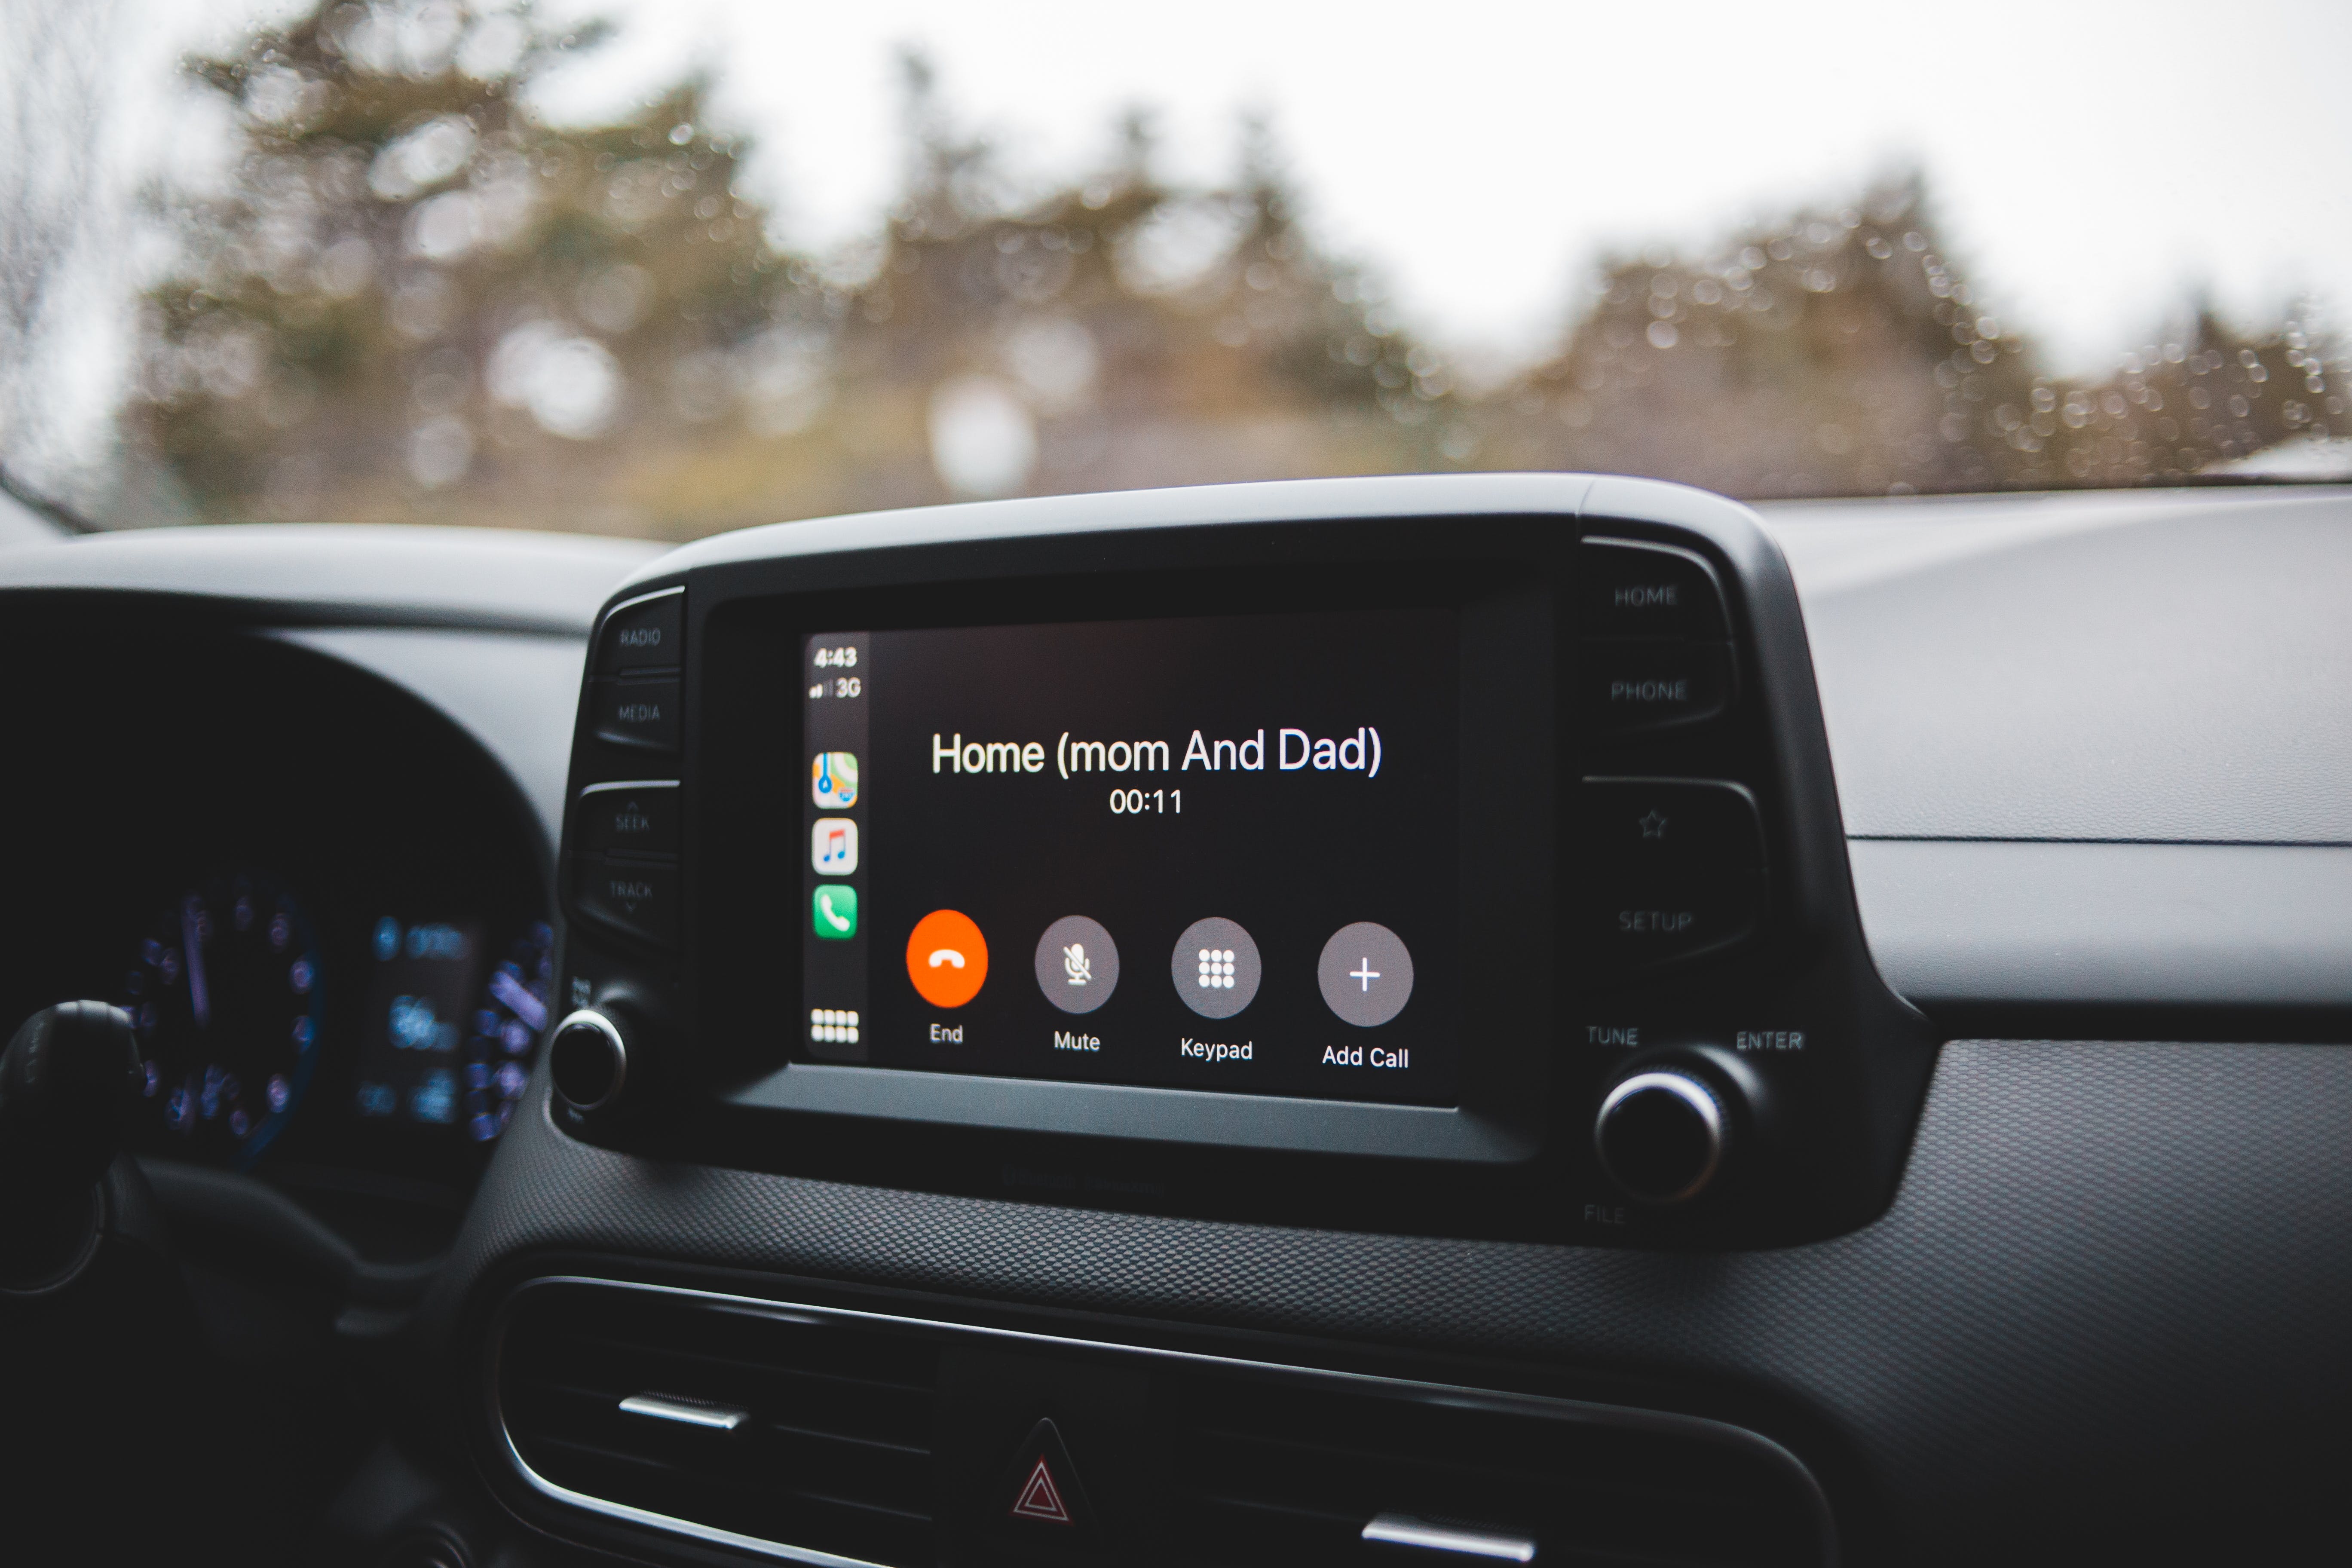 RADIO
MEDIA
SEEK
TRACK
4:43
3G
Home (mom And Dad)
00:11
End
Mute
Keypad
Add Call
HOME
PHONE
SETUP
TUNE
ENTER
FILE